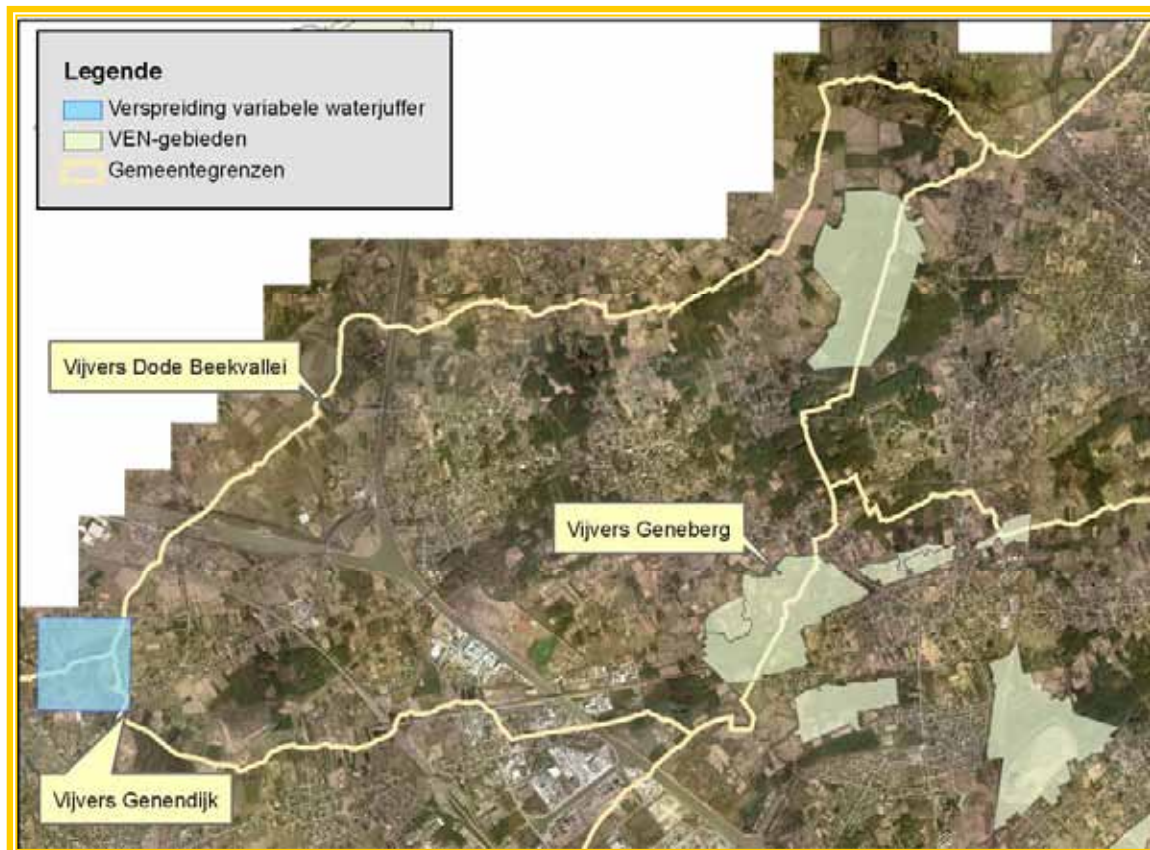 Legende
Verspreiding variabele waterjuffer
VEN-gebieden
Gemeentegrenzen
Vijvers Dode Beekvallei
Vijvers Geneberg
Vijvers Genendijk